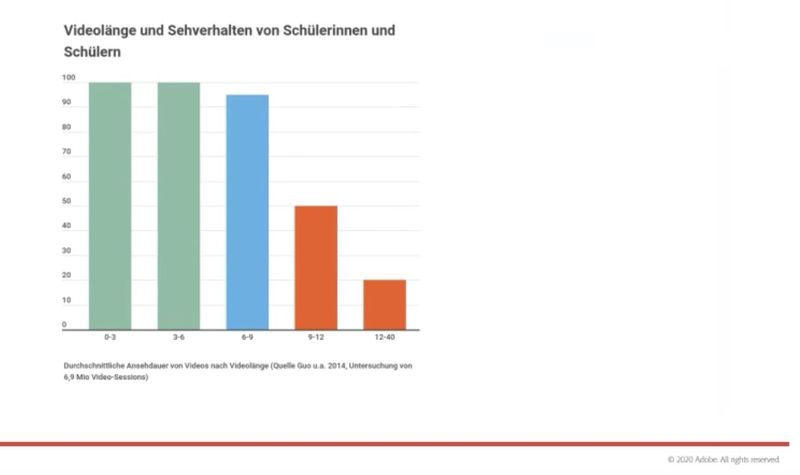 Videolänge und Sehverhalten von Schülerinnen und
Schülern
100
90
80
70
60
50
40
30
20
10
0
0-3 3-6 6-9 9-12 12-40
Durchschnittliche Ansehdauer von Videos nach Videolänge (Quelle Guo u.a. 2014, Untersuchung von
6,9 Mio Video-Sessions)
© 2020 Adobe. All rights reserved.